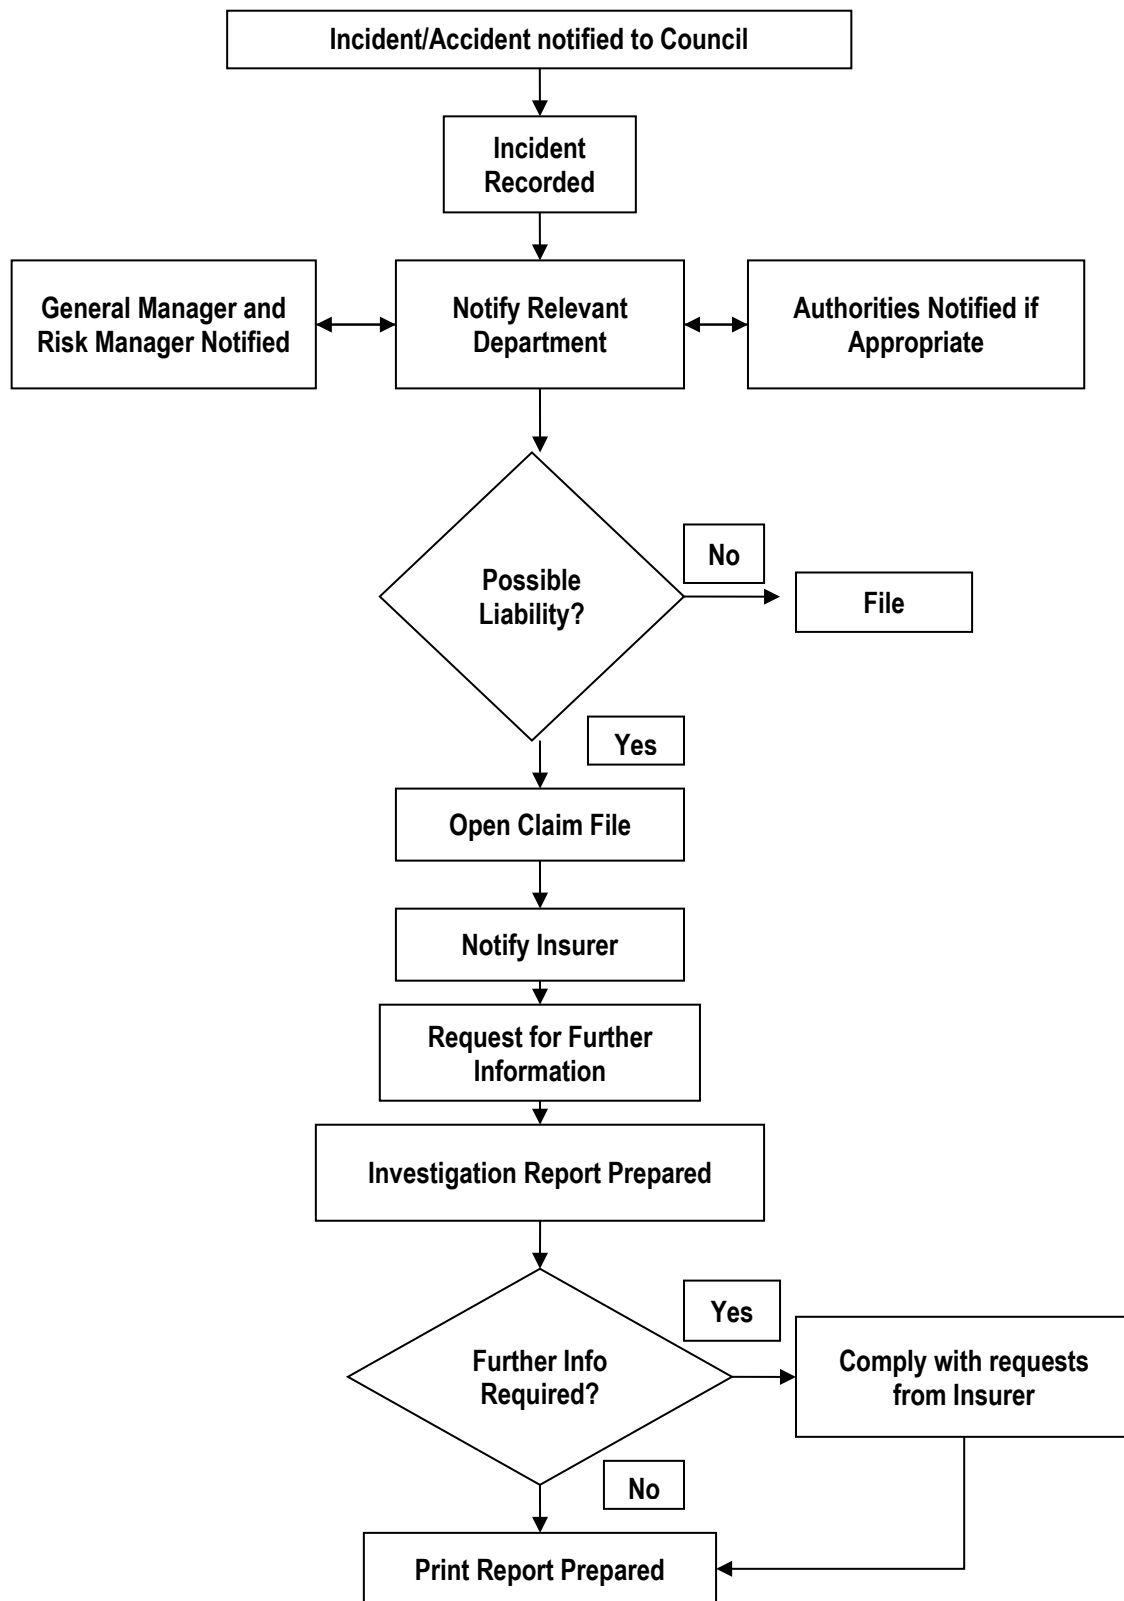 Incident/Accident notified to Council
Incident
Recorded
General Manager and
Risk Manager Notified
Notify Relevant
Department
Authorities Notified if
Appropriate
Possible
Liability?
No
File
Yes
Open Claim File
Notify Insurer
Request for Further
Information
Investigation Report Prepared
Further Info
Required?
Yes
Comply with requests
from Insurer
No
Print Report Prepared